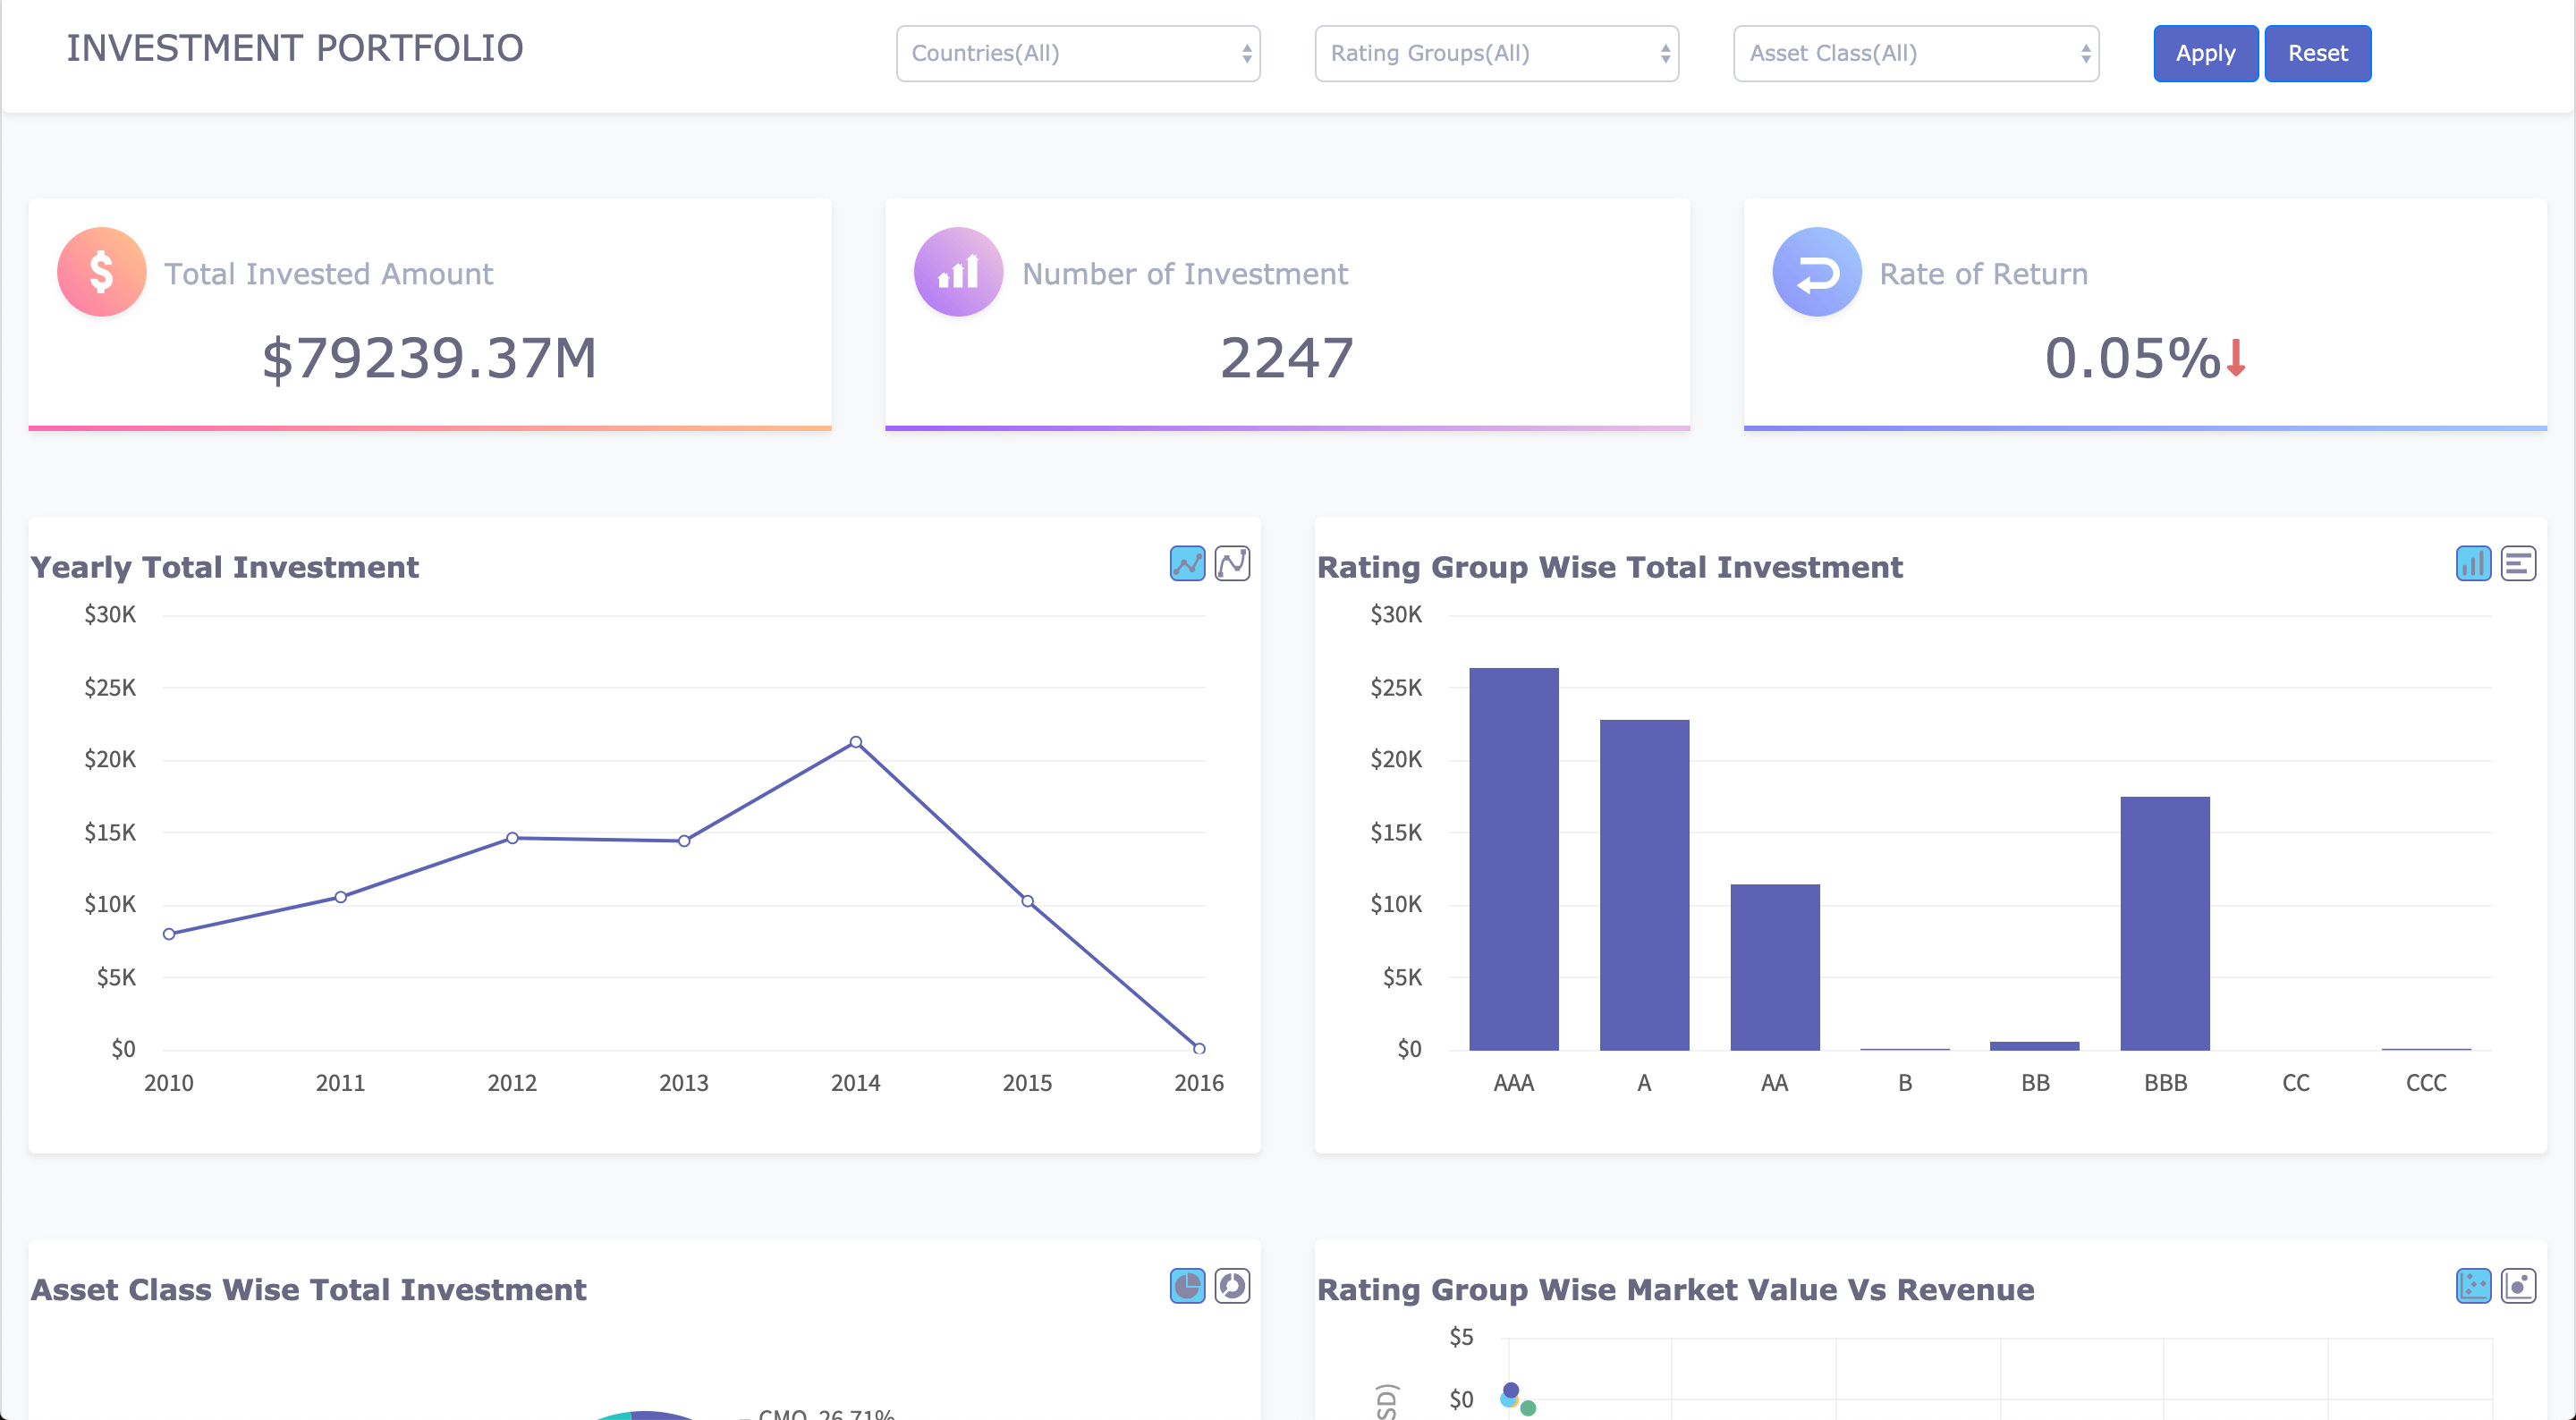 INVESTMENT PORTFOLIO
Countries(All)
Rating Groups(All)
Asset Class(All)
Apply
Reset
Total Invested Amount
$79239.37M
Number of Investment
2247
Rate of Return
0.05%
Yearly Total Investment
$30K
$25K
$20K
$15K
$10K
$5K
$0
2010 2011 2012 2013 2014 2015 2016
Rating Group Wise Total Investment
$30K
$25K
$20K
$15K
$10K
$5K
$0
AAA A AA B BB BBB CC CCC
Asset Class Wise Total Investment
CMO, 26.71%
Rating Group Wise Market Value Vs Revenue
$5
$0
SD)